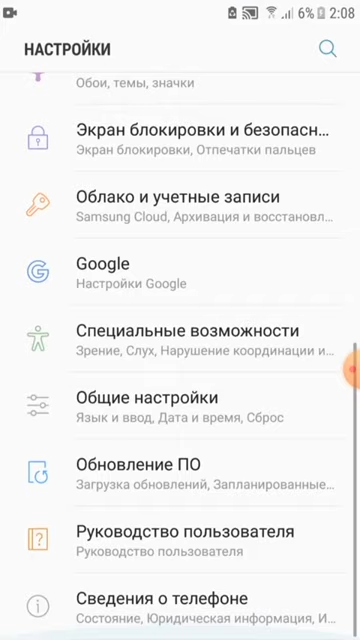 6% 2:08
НАСТРОЙКИ
Обои, темы, значки
Экран блокировки и безопасн...
Экран блокировки, Отпечатки пальцев
Облако и учетные записи
Samsung Cloud, Архивация и восстановл...
Google
Настройки Google
Специальные возможности
Зрение, Слух, Нарушение координации и...
Общие настройки
Язык и ввод, Дата и время, Сброс
Обновление ПО
Загрузка обновлений, Запланированные...
Руководство пользователя
Руководство пользователя
Сведения о телефоне
Состояние, Юридическая информация, И...